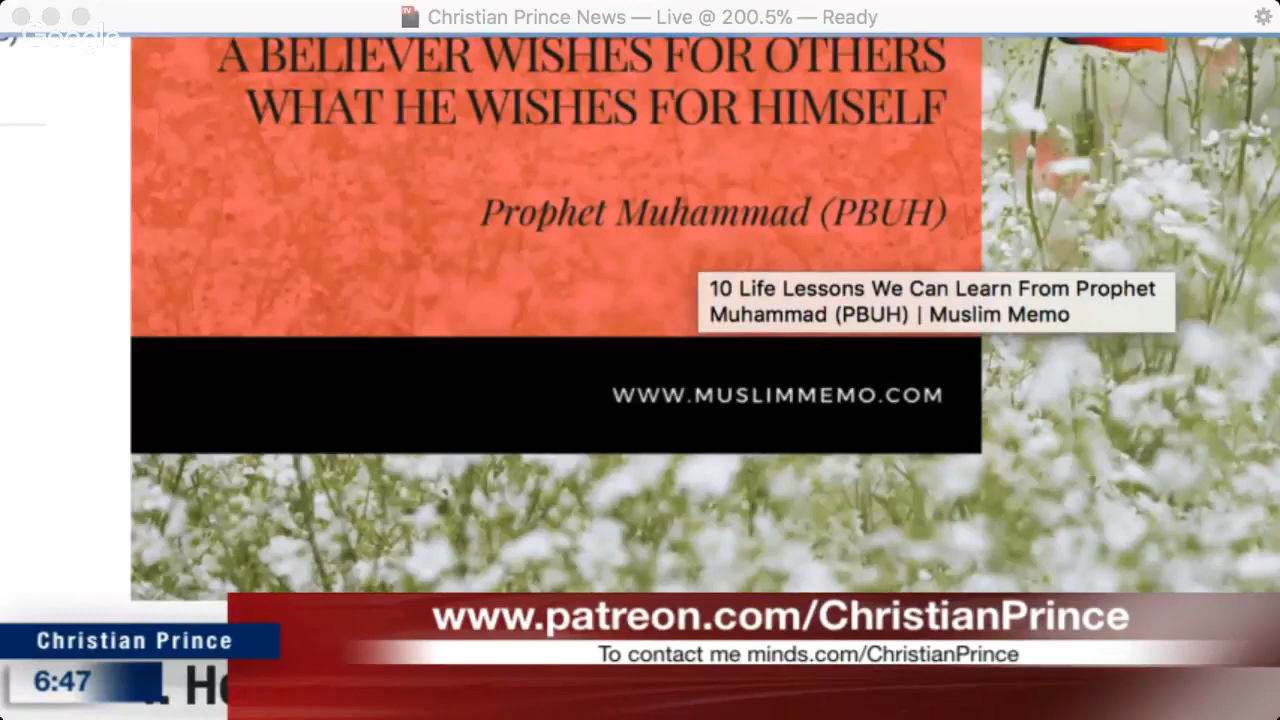 Christian Prince News — Live @ 200.5% — Ready
Google
A BELIEVER WISHES FOR OTHERS
WHAT HE WISHES FOR HIMSELF
Prophet Muhammad (PBUH)
10 Life Lessons We Can Learn From Prophet
Muhammad (PBUH) | Muslim Memo
WWW.MUSLIMMEMO.COM
www.patreon.com/ChristianPrince
Christian Prince
To contact me minds.com/ChristianPrince
6:47